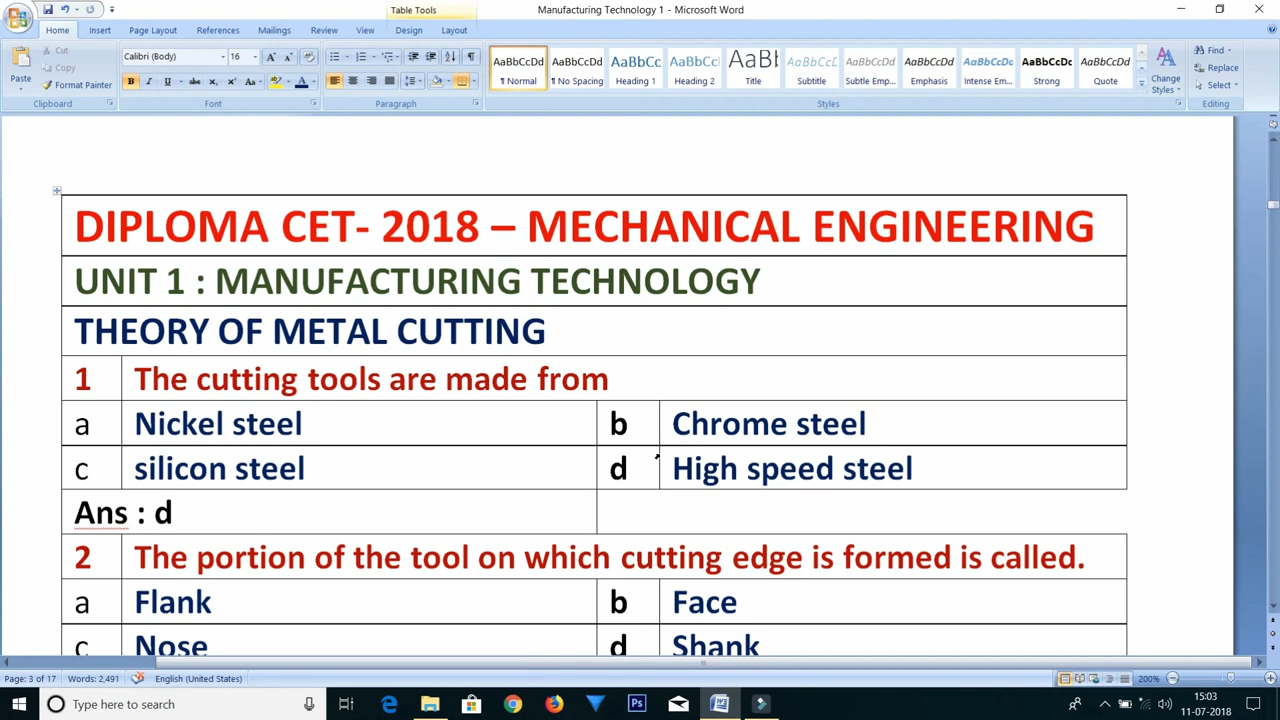 Table Tools
Manufacturing Technology 1 - Microsoft Word
Home Insert Page Layout References Mailings Review View Design Layout
Paste
Cut
Copy
Format Painter
Clipboard
Calibri (Body) 16
Font
Paragraph
AaBbCcDd AaBbCcDd AaBbCc AaBbCc AaBb AaBbCcDd AaBbCcDd AaBbCcDd AaBbCcDd AaBbCcDd AaBbCcDd
¶ Normal ¶ No Spacing Heading 1 Heading 2 Title Subtitle Subtle Emp... Emphasis Intense Em... Strong Quote
Change Styles
Styles
Find
Replace
Select
Editing
DIPLOMA CET- 2018 – MECHANICAL ENGINEERING
UNIT 1 : MANUFACTURING TECHNOLOGY
THEORY OF METAL CUTTING
1 The cutting tools are made from
a Nickel steel b Chrome steel
c silicon steel d High speed steel
Ans : d
2 The portion of the tool on which cutting edge is formed is called.
a Flank b Face
c Nose d Shank
Page: 3 of 17 Words: 2,491 English (United States) 200%
Type here to search
15:03
11-07-2018